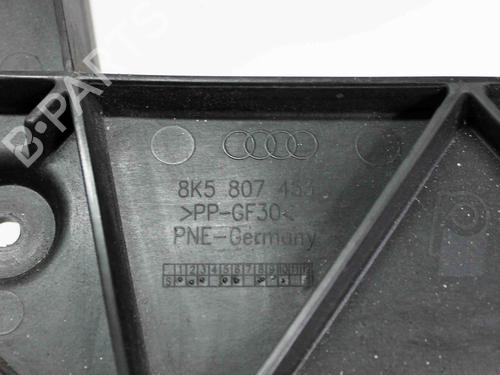 B-PARTS
8K5 807 453
>PP-GF30<
PNE-Germany